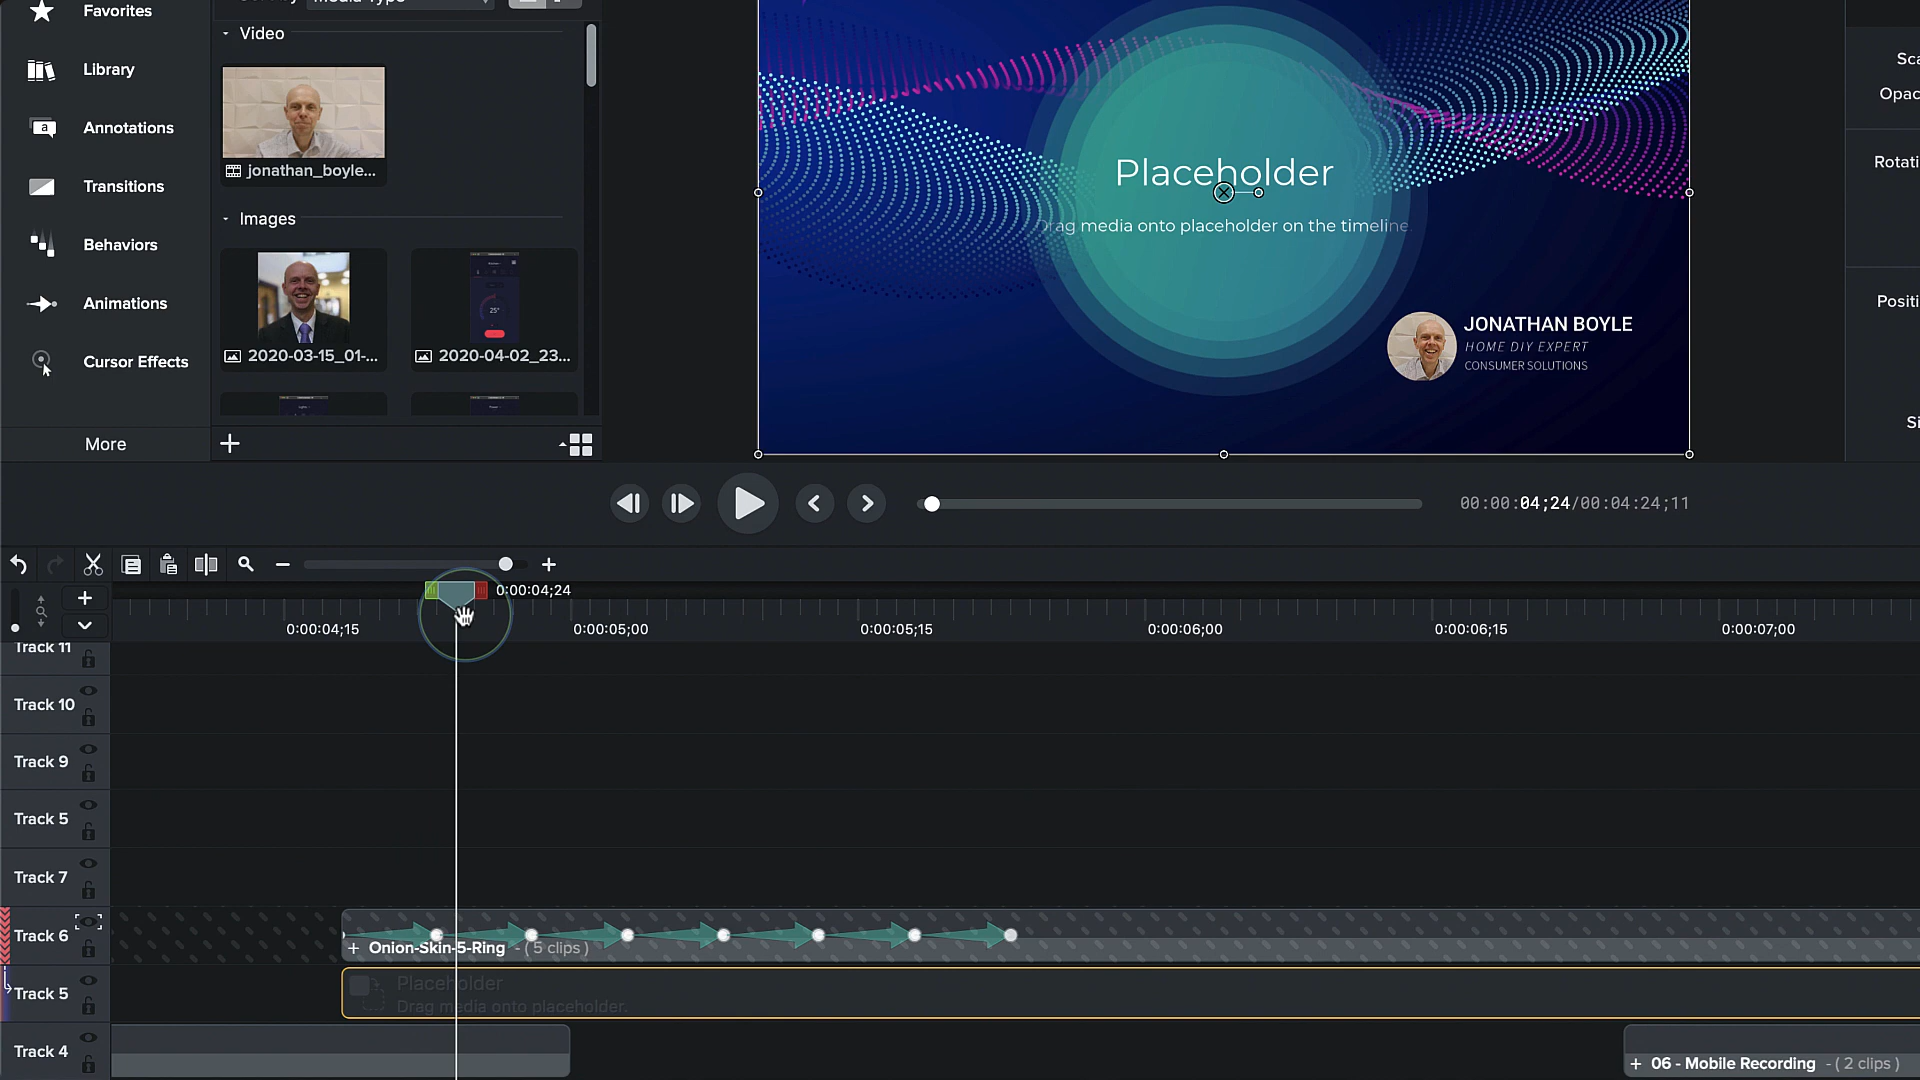 Favorites
Library
Annotations
Transitions
Behaviors
Animations
Cursor Effects
More
Media Type
Video
jonathan_boyle...
Images
25°
2020-03-15_01-...
2020-04-02_23...
Placeholder
Drag media onto placeholder on the timeline.
JONATHAN BOYLE
HOME DIY EXPERT
CONSUMER SOLUTIONS
Sca
Opac
Rotati
Positi
Si
00:00:04;24/00:04:24;11
0:00:04;24
0:00:04;15
0:00:05;00
0:00:05;15
0:00:06;00
0:00:06;15
0:00:07;00
Track 11
Track 10
Track 9
Track 5
Track 7
Track 6
+ Onion-Skin-5-Ring - ( 5 clips )
Track 5
Placeholder
Drag media onto placeholder.
Track 4
+ 06 - Mobile Recording - ( 2 clips )